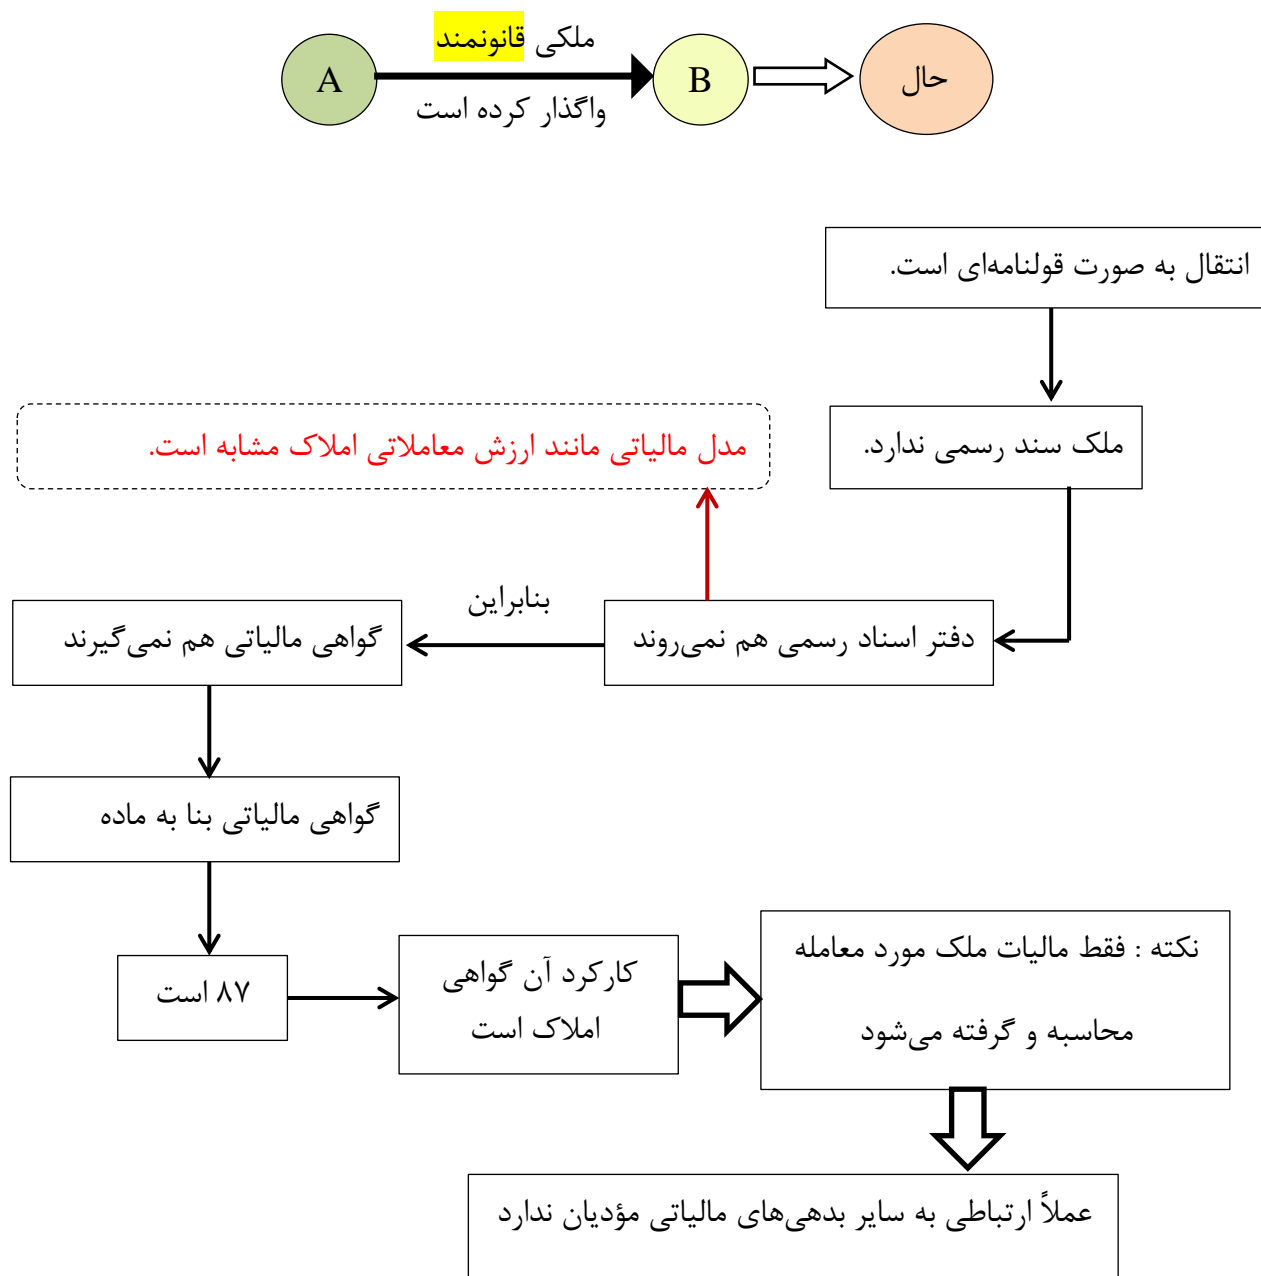 A
ملکی قانونمند
واگذار کرده است
B
حال
انتقال به صورت قولنامه‌ای است.
ملک سند رسمی ندارد.
مدل مالیاتی مانند ارزش معاملاتی املاک مشابه است.
دفتر اسناد رسمی هم نمی‌روند
بنابراین
گواهی مالیاتی هم نمی‌گیرند
گواهی مالیاتی بنا به ماده
۸۷ است
کارکرد آن گواهی
املاک است
نکته : فقط مالیات ملک مورد معامله
محاسبه و گرفته می‌شود
عملاً ارتباطی به سایر بدهی‌های مالیاتی مؤدیان ندارد